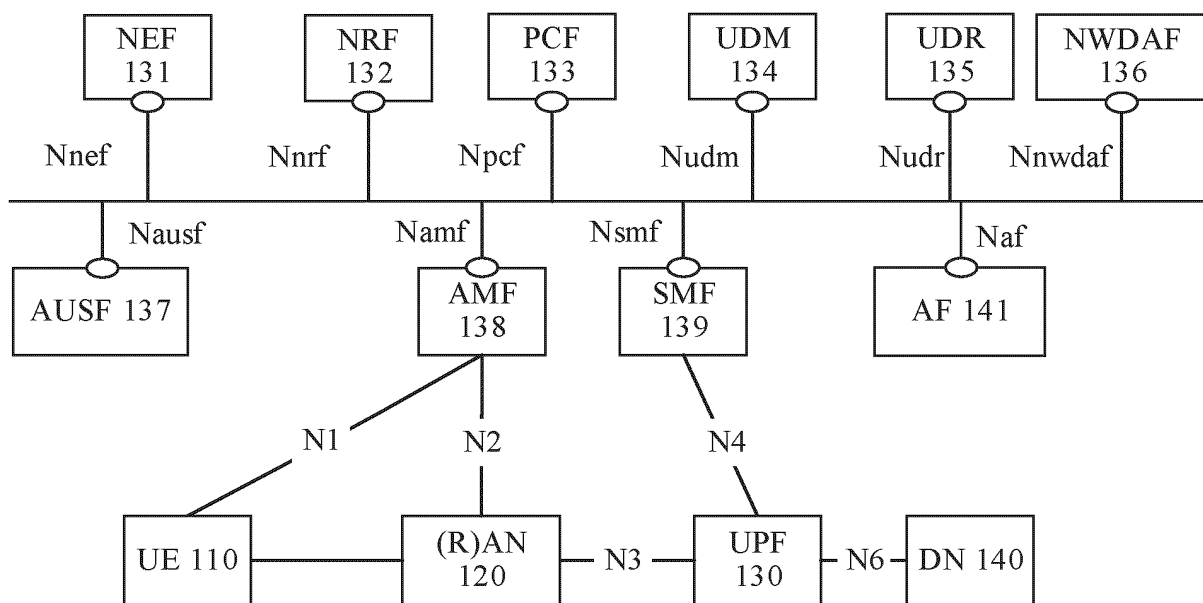 NEF
131
NRF
132
PCF
133
UDM
134
UDR
135
NWDAF
136
Nnef
Nnrf
Npcf
Nudm
Nudr
Nnwdaf
Nausf
Namf
Nsmf
Naf
AUSF 137
AMF
138
SMF
139
AF 141
N1
N2
N4
UE 110
(R)AN
120
N3
UPF
130
N6
DN 140